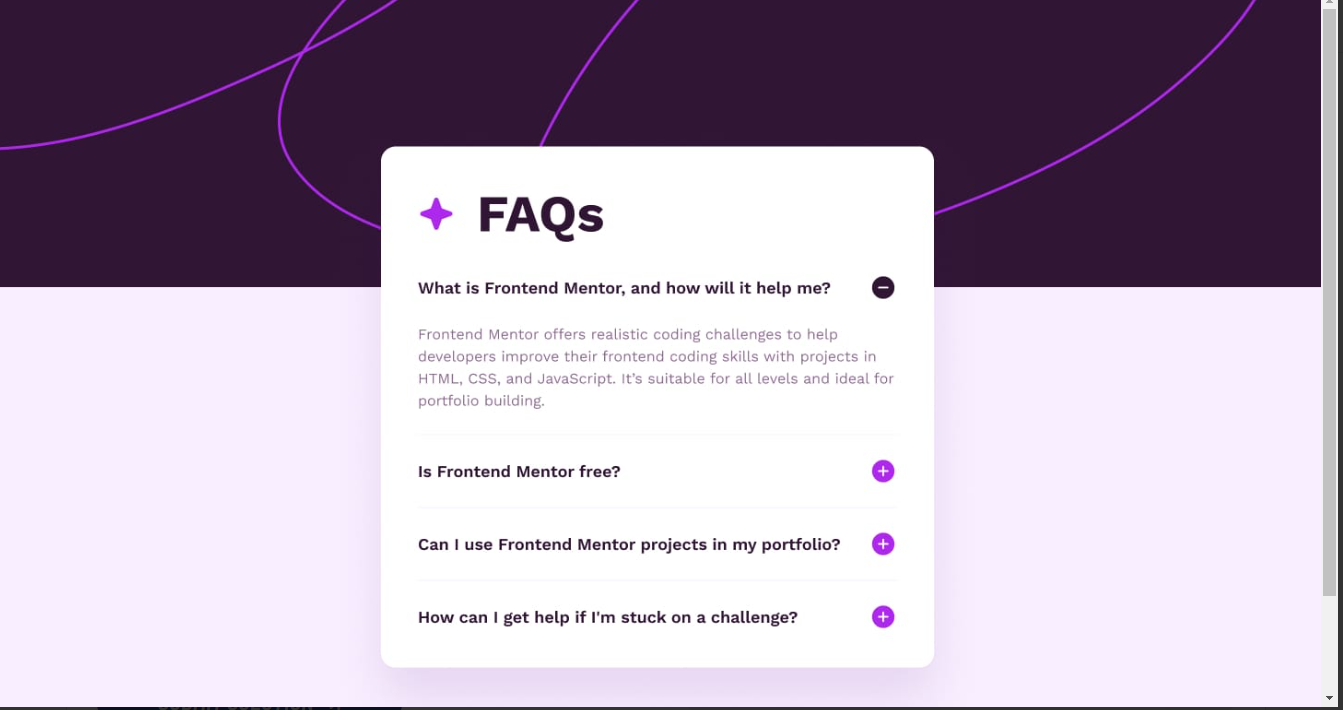 FAQs
What is Frontend Mentor, and how will it help me?
Frontend Mentor offers realistic coding challenges to help
developers improve their frontend coding skills with projects in
HTML, CSS, and JavaScript. It’s suitable for all levels and ideal for
portfolio building.
Is Frontend Mentor free?
Can I use Frontend Mentor projects in my portfolio?
How can I get help if I'm stuck on a challenge?